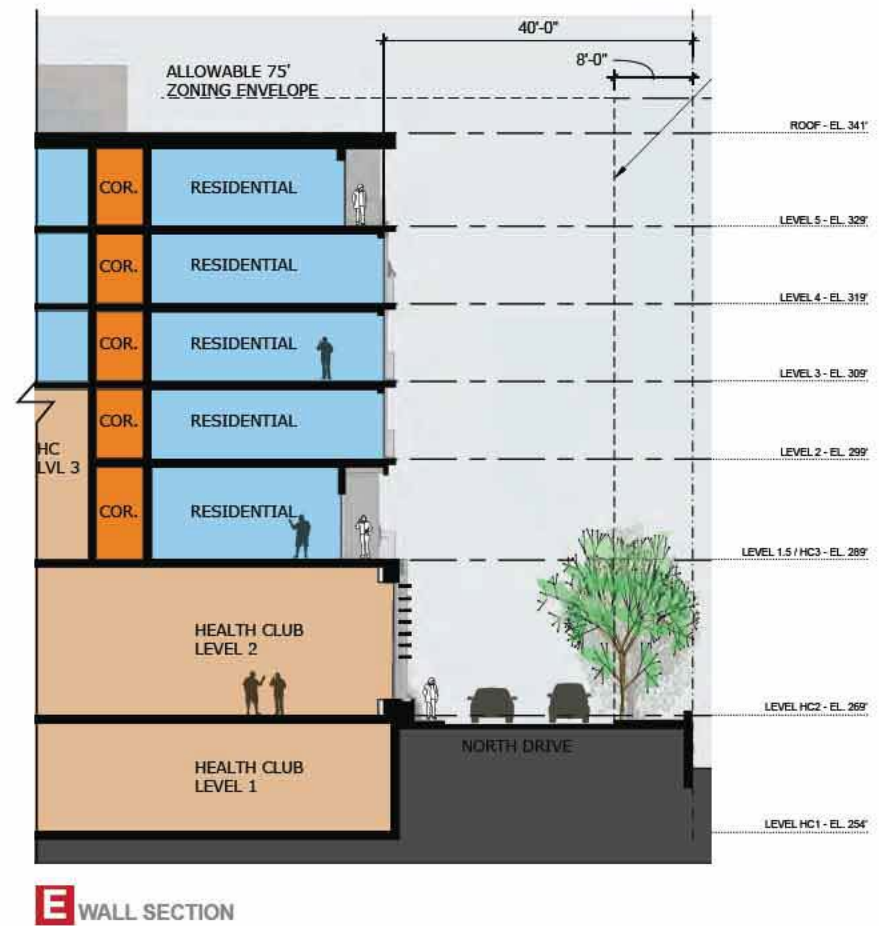 40'-0"
8'-0"
ALLOWABLE 75'
ZONING ENVELOPE
ROOF - EL. 341'
COR.
RESIDENTIAL
LEVEL 5 - EL. 329'
COR.
RESIDENTIAL
LEVEL 4 - EL. 319'
COR.
RESIDENTIAL
LEVEL 3 - EL. 309'
COR.
RESIDENTIAL
HC
LVL 3
LEVEL 2 - EL. 299'
COR.
RESIDENTIAL
LEVEL 1.5 / HC3 - EL. 289'
HEALTH CLUB
LEVEL 2
LEVEL HC2 - EL. 269'
NORTH DRIVE
HEALTH CLUB
LEVEL 1
LEVEL HC1 - EL. 254'
E WALL SECTION